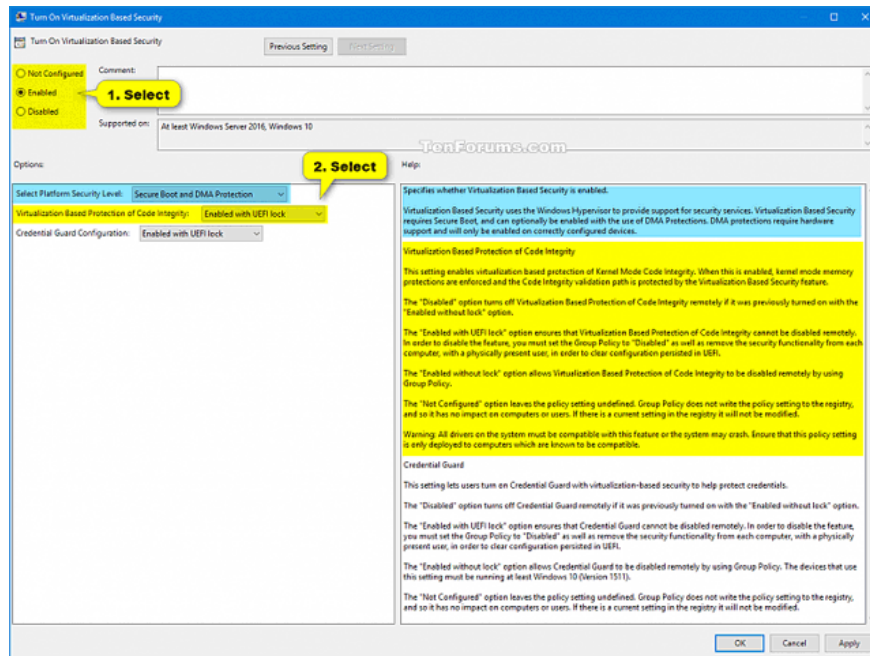 Turn On Virtualization Based Security
Turn On Virtualization Based Security
Previous Setting
Next Setting
Not Configured
Enabled
Disabled
1. Select
Comment:
Supported on:
At least Windows Server 2016, Windows 10
TenForums.com
Options:
2. Select
Help:
Select Platform Security Level: Secure Boot and DMA Protection
Virtualization Based Protection of Code Integrity: Enabled with UEFI lock
Credential Guard Configuration: Enabled with UEFI lock
Specifies whether Virtualization Based Security is enabled.
Virtualization Based Security uses the Windows Hypervisor to provide support for security services. Virtualization Based Security
requires Secure Boot, and can optionally be enabled with the use of DMA Protections. DMA protections require hardware
support and will only be enabled on correctly configured devices.
Virtualization Based Protection of Code Integrity
This setting enables virtualization based protection of Kernel Mode Code Integrity. When this is enabled, kernel mode memory
protections are enforced and the Code Integrity validation path is protected by the Virtualization Based Security feature.
The "Disabled" option turns off Virtualization Based Protection of Code Integrity remotely if it was previously turned on with the
"Enabled without lock" option.
The "Enabled with UEFI lock" option ensures that Virtualization Based Protection of Code Integrity cannot be disabled remotely.
In order to disable the feature, you must set the Group Policy to "Disabled" as well as remove the security functionality from each
computer, with a physically present user, in order to clear configuration persisted in UEFI.
The "Enabled without lock" option allows Virtualization Based Protection of Code Integrity to be disabled remotely by using
Group Policy.
The "Not Configured" option leaves the policy setting undefined. Group Policy does not write the policy setting to the registry,
and so it has no impact on computers or users. If there is a current setting in the registry it will not be modified.
Warning: All drivers on the system must be compatible with this feature or the system may crash. Ensure that this policy setting
is only deployed to computers which are known to be compatible.
Credential Guard
This setting lets users turn on Credential Guard with virtualization-based security to help protect credentials.
The "Disabled" option turns off Credential Guard remotely if it was previously turned on with the "Enabled without lock" option.
The "Enabled with UEFI lock" option ensures that Credential Guard cannot be disabled remotely. In order to disable the feature,
you must set the Group Policy to "Disabled" as well as remove the security functionality from each computer, with a physically
present user, in order to clear configuration persisted in UEFI.
The "Enabled without lock" option allows Credential Guard to be disabled remotely by using Group Policy. The devices that use
this setting must be running at least Windows 10 (Version 1511).
The "Not Configured" option leaves the policy setting undefined. Group Policy does not write the policy setting to the registry,
and so it has no impact on computers or users. If there is a current setting in the registry it will not be modified.
OK
Cancel
Apply